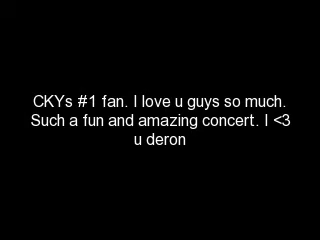 CKYs #1 fan. I love u guys so much.
Such a fun and amazing concert. I <3
u deron